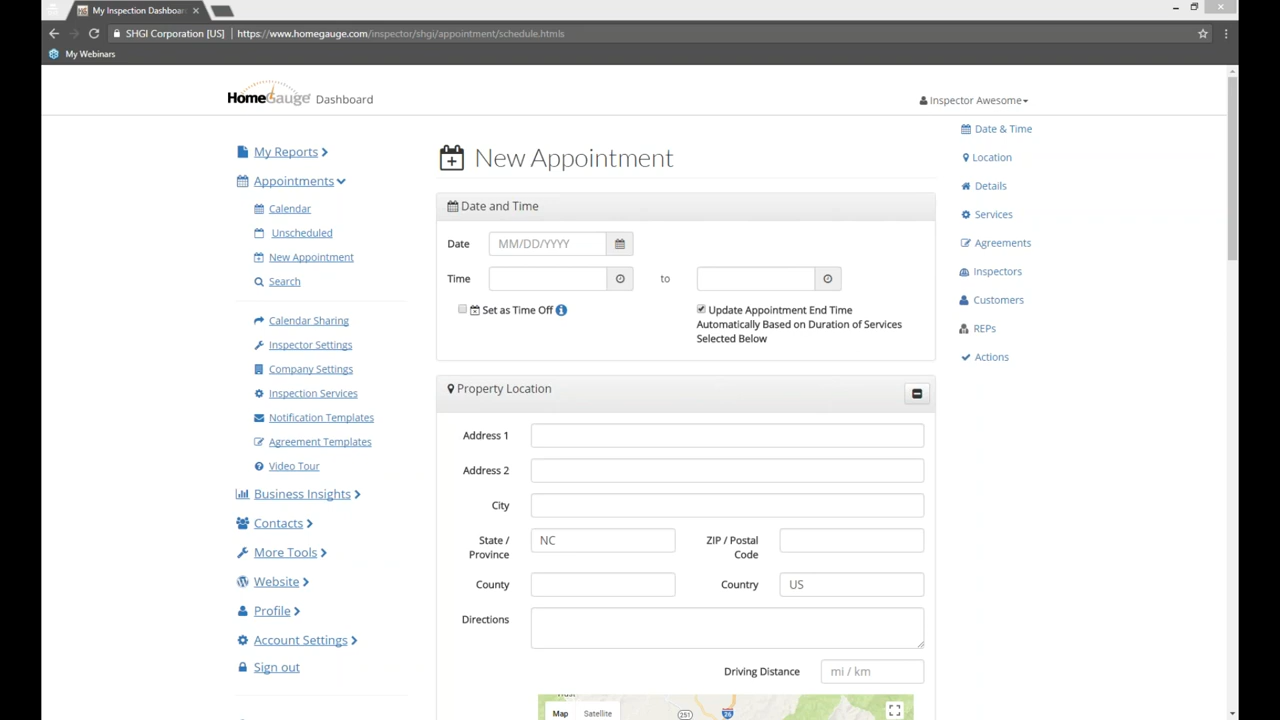 My Inspection Dashboa
SHGI Corporation [US] https://www.homegauge.com/inspector/shgi/appointment/schedule.htmls
My Webinars
HomeGauge Dashboard
Inspector Awesome
My Reports
Appointments
Calendar
Unscheduled
New Appointment
Search
Calendar Sharing
Inspector Settings
Company Settings
Inspection Services
Notification Templates
Agreement Templates
Video Tour
Business Insights
Contacts
More Tools
Website
Profile
Account Settings
Sign out
New Appointment
Date and Time
Date MM/DD/YYYY
Time to
Set as Time Off
Update Appointment End Time
Automatically Based on Duration of Services
Selected Below
Property Location
Address 1
Address 2
City
State /
Province
NC
ZIP / Postal
Code
County
Country US
Directions
Driving Distance mi / km
Map Satellite
251
26
Date & Time
Location
Details
Services
Agreements
Inspectors
Customers
REPs
Actions